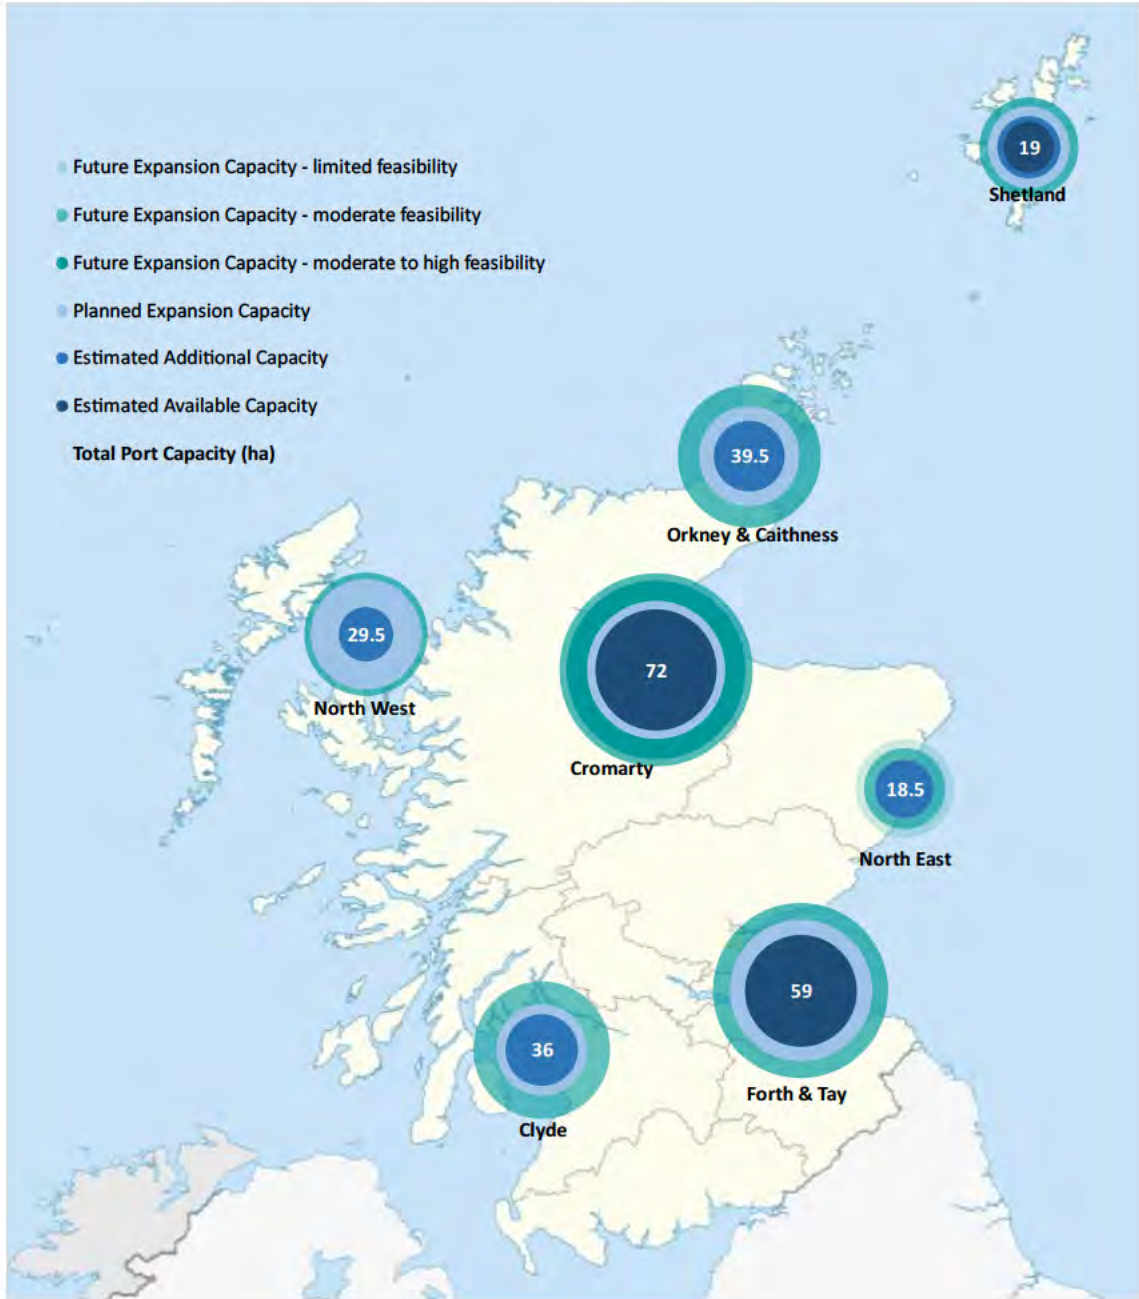 Future Expansion Capacity - limited feasibility
Future Expansion Capacity - moderate feasibility
Future Expansion Capacity - moderate to high feasibility
Planned Expansion Capacity
Estimated Additional Capacity
Estimated Available Capacity
Total Port Capacity (ha)
19
Shetland
39.5
Orkney & Caithness
29.5
North West
72
Cromarty
18.5
North East
59
Forth & Tay
36
Clyde